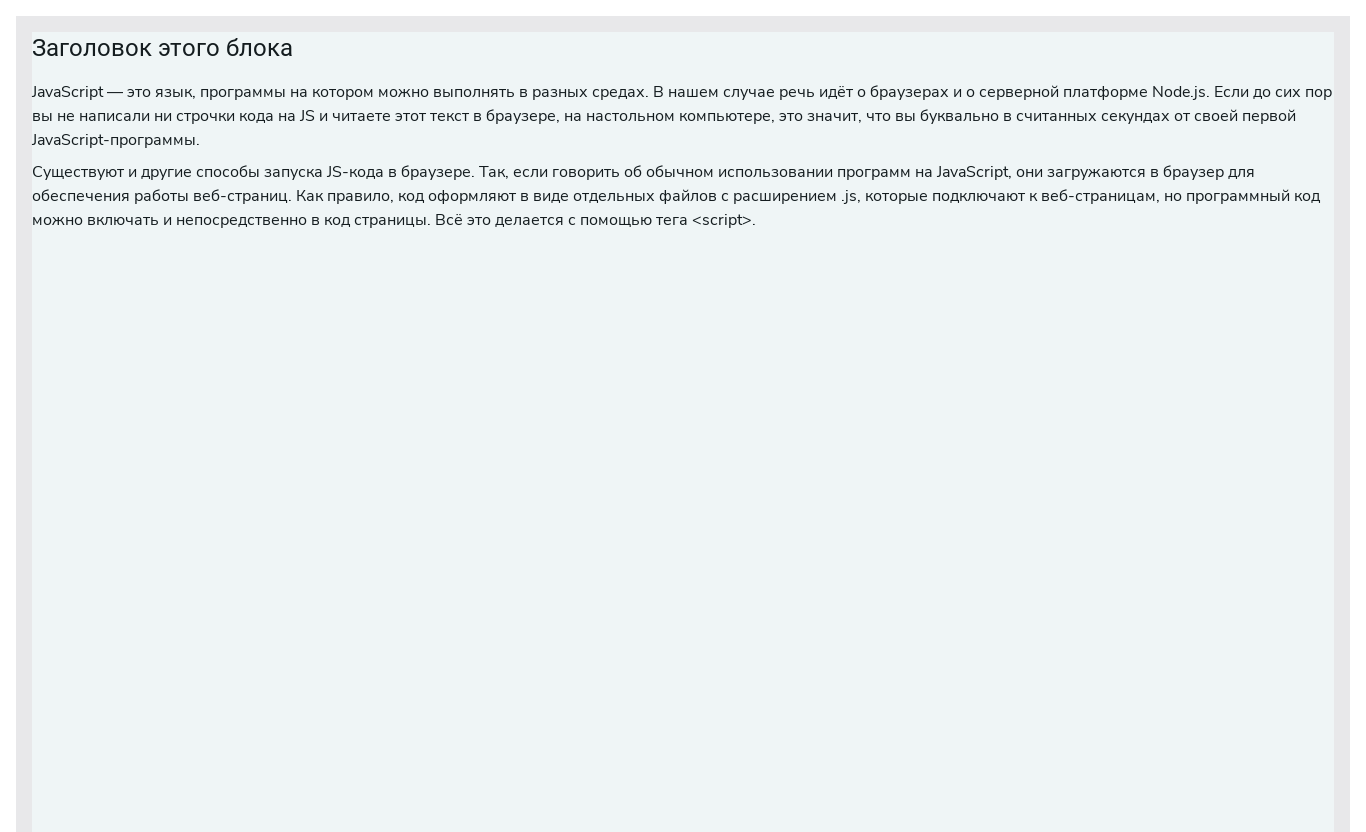 Заголовок этого блока
JavaScript — это язык, программы на котором можно выполнять в разных средах. В нашем случае речь идёт о браузерах и о серверной платформе Node.js. Если до сих пор
вы не написали ни строчки кода на JS и читаете этот текст в браузере, на настольном компьютере, это значит, что вы буквально в считанных секундах от своей первой
JavaScript-программы.
Существуют и другие способы запуска JS-кода в браузере. Так, если говорить об обычном использовании программ на JavaScript, они загружаются в браузер для
обеспечения работы веб-страниц. Как правило, код оформляют в виде отдельных файлов с расширением .js, которые подключают к веб-страницам, но программный код
можно включать и непосредственно в код страницы. Всё это делается с помощью тега <script>.